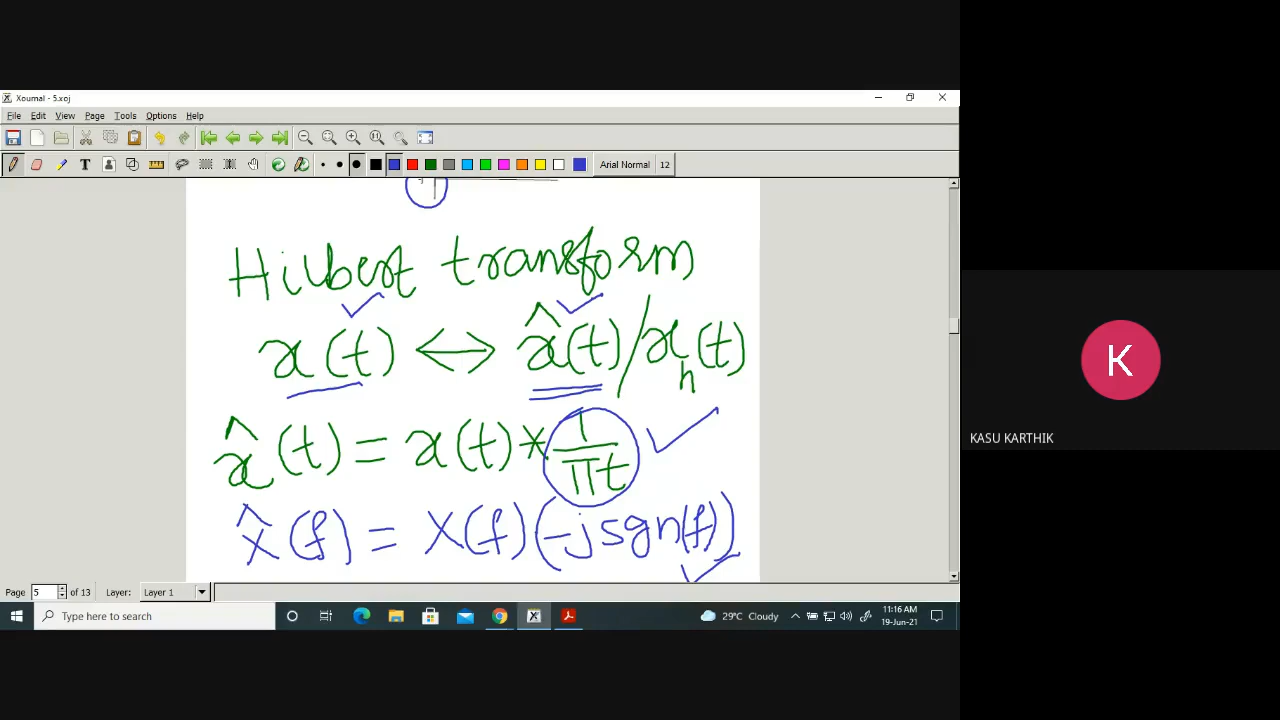 Xournal - 5.xoj
File Edit View Page Tools Options Help
Arial Normal 12
Hilbert transform
x(t) ⟷ x̂(t)/xₕ(t)
x̂(t) = x(t) * 1/πt
X̂(f) = X(f)(-jsgn(f))
K
KASU KARTHIK
Page 5 of 13 Layer: Layer 1
Type here to search
29°C Cloudy
11:16 AM
19-Jun-21